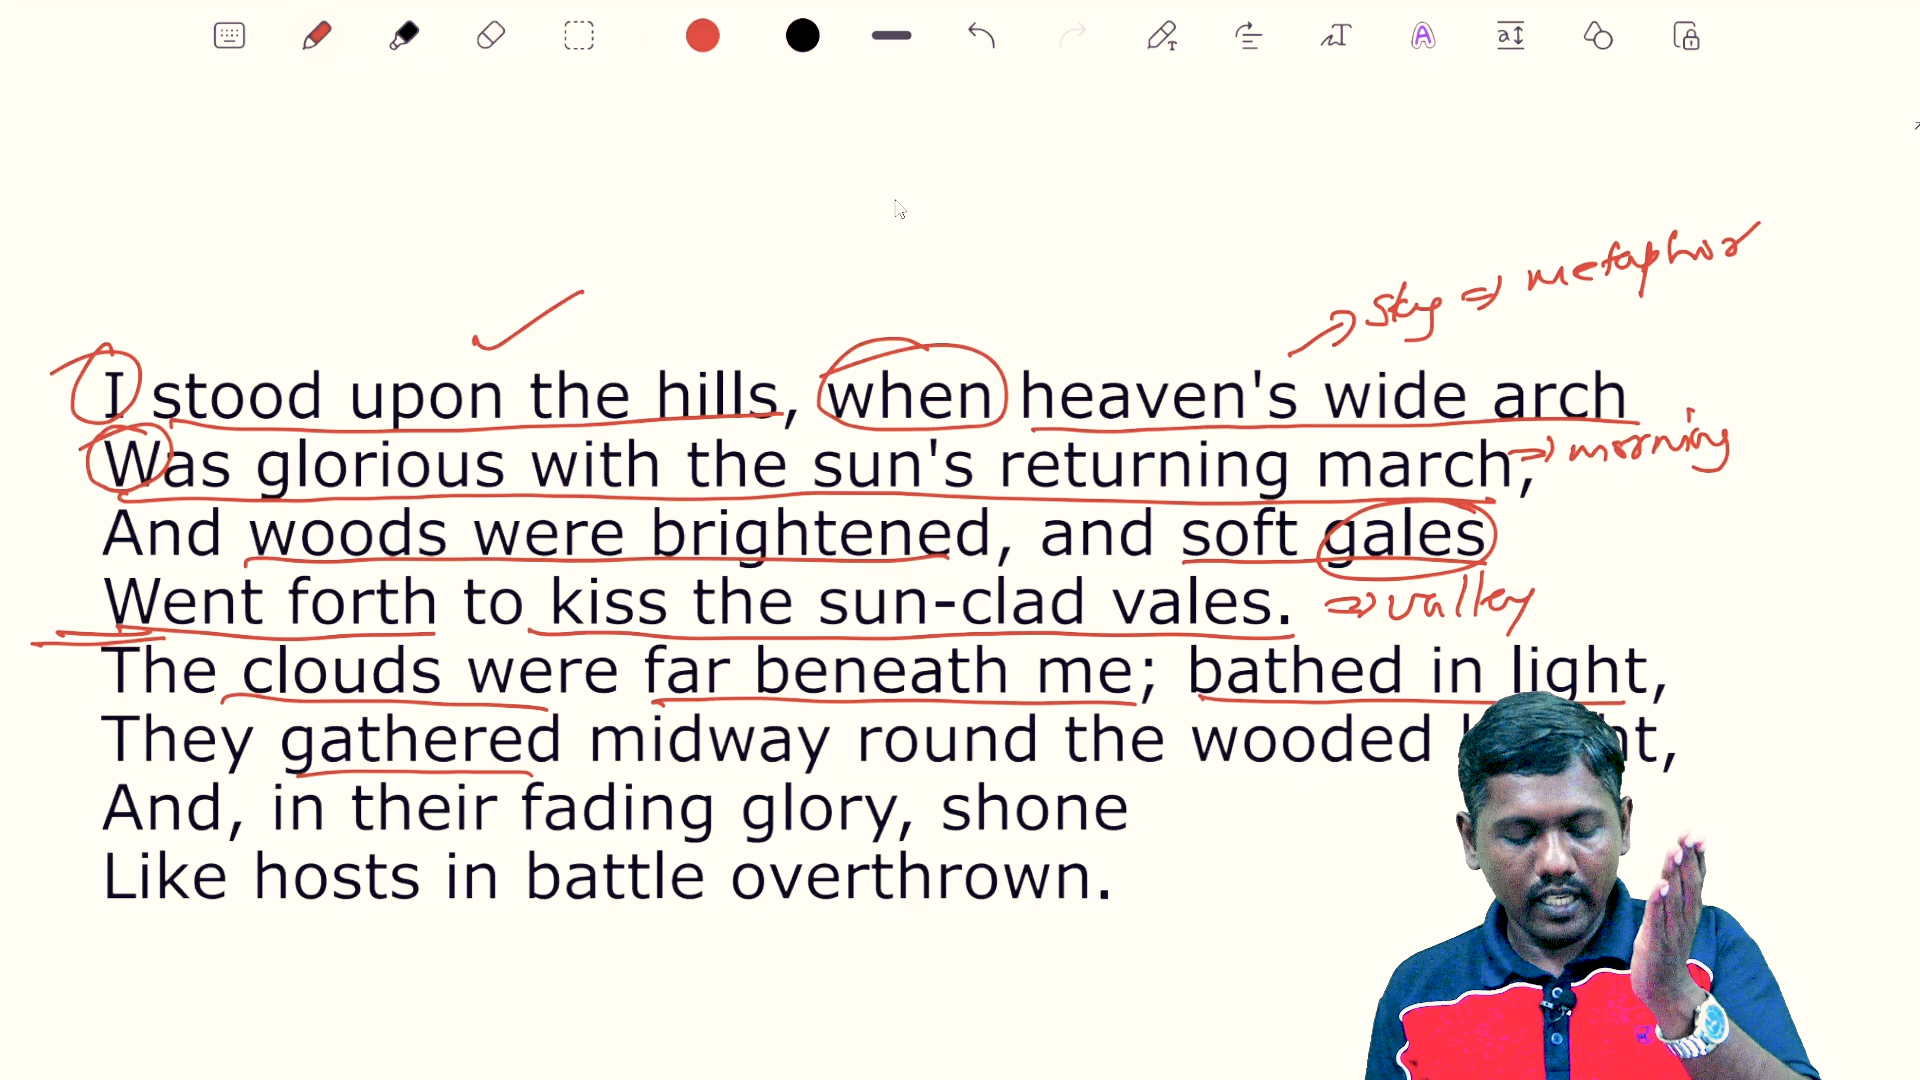 sky ⇒ metaphor
I stood upon the hills, when heaven's wide arch
Was glorious with the sun's returning march, ⇒ morning
And woods were brightened, and soft gales
Went forth to kiss the sun-clad vales. ⇒ valley
The clouds were far beneath me; bathed in light,
They gathered midway round the wooded
And, in their fading glory, shone
Like hosts in battle overthrown.